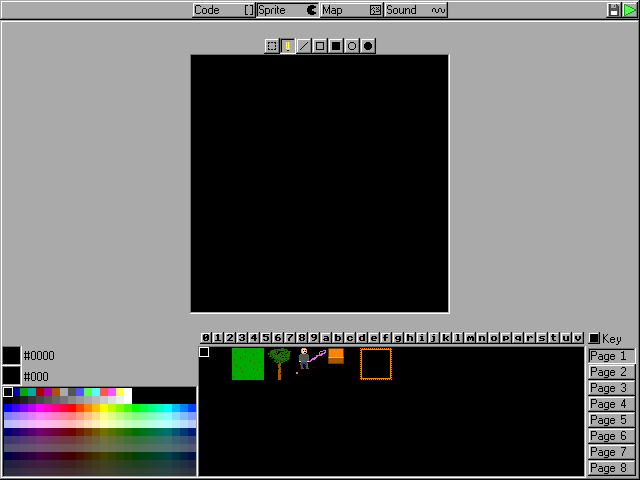 Code [] Sprite Map Sound
0 1 2 3 4 5 6 7 8 9 a b c d e f g h i j k l m n o p q r s t u v Key
#0000
#000
Page 1
Page 2
Page 3
Page 4
Page 5
Page 6
Page 7
Page 8